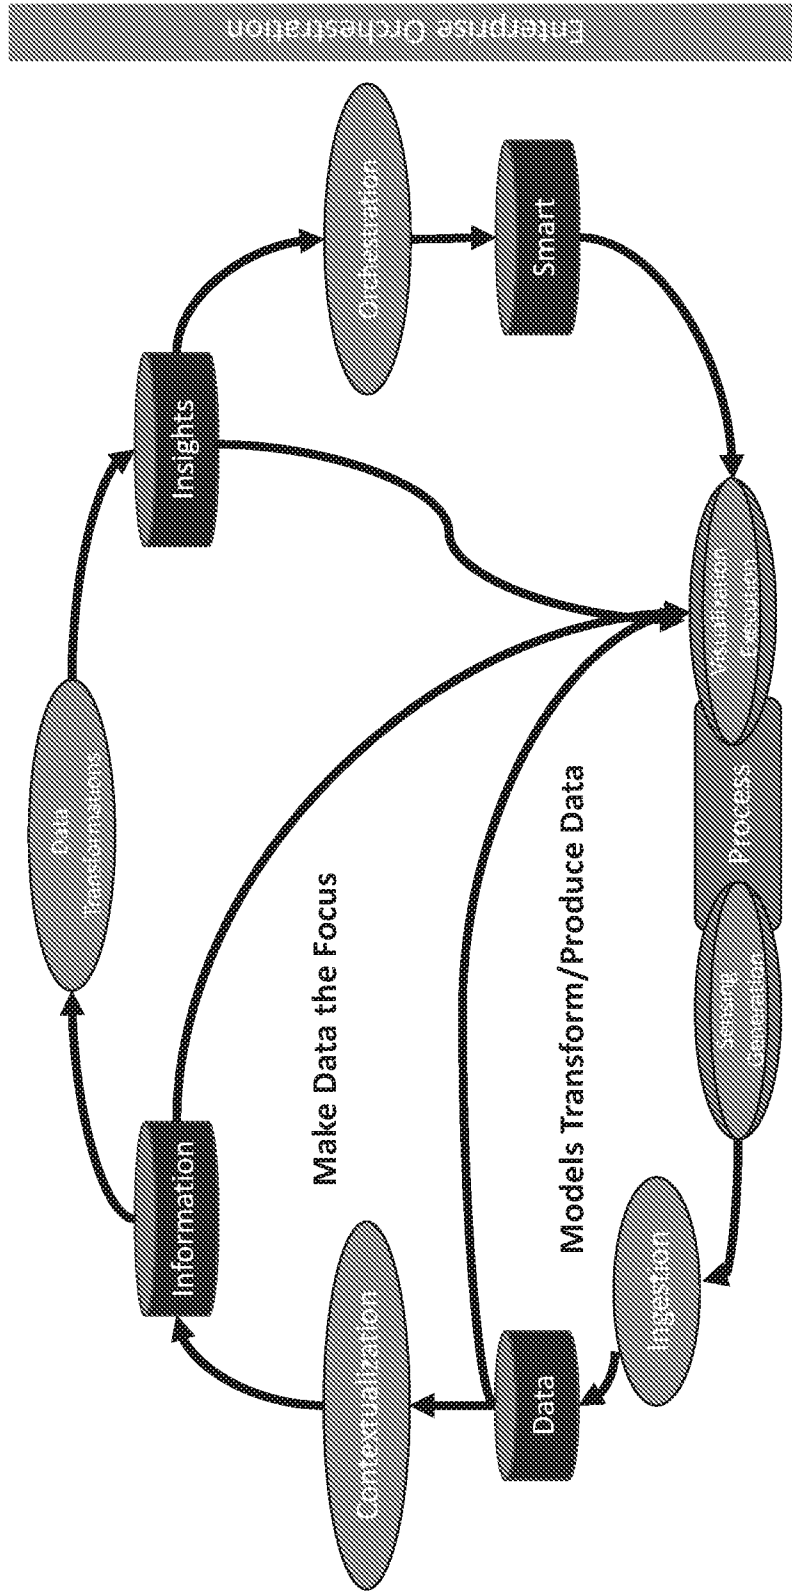 Enterprise Orchestration
Data
Transformations
Information
Insights
Contextualization
Make Data the Focus
Orchestration
Data
Models Transform/Produce Data
Smart
Ingestion
Sensing
Generation
Process
Visualization
Execution